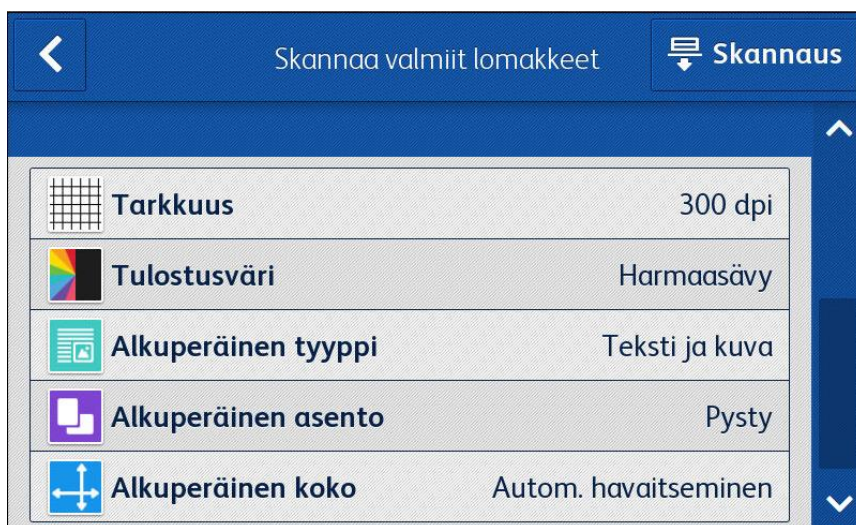 Skannaa valmiit lomakkeet
Skannaus
Tarkkuus 300 dpi
Tulostusväri Harmaasävy
Alkuperäinen tyyppi Teksti ja kuva
Alkuperäinen asento Pysty
Alkuperäinen koko Autom. havaitseminen